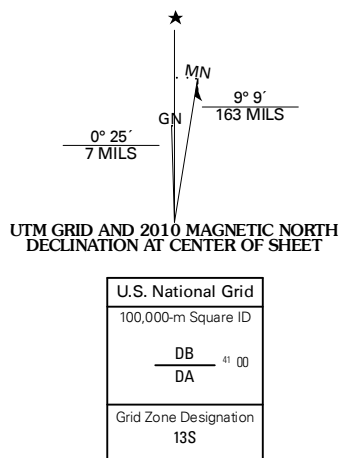 ★
MN
GN
9° 9´
163 MILS
0° 25´
7 MILS
UTM GRID AND 2010 MAGNETIC NORTH
DECLINATION AT CENTER OF SHEET
U.S. National Grid
100,000-m Square ID
DB
41 00
DA
Grid Zone Designation
13S